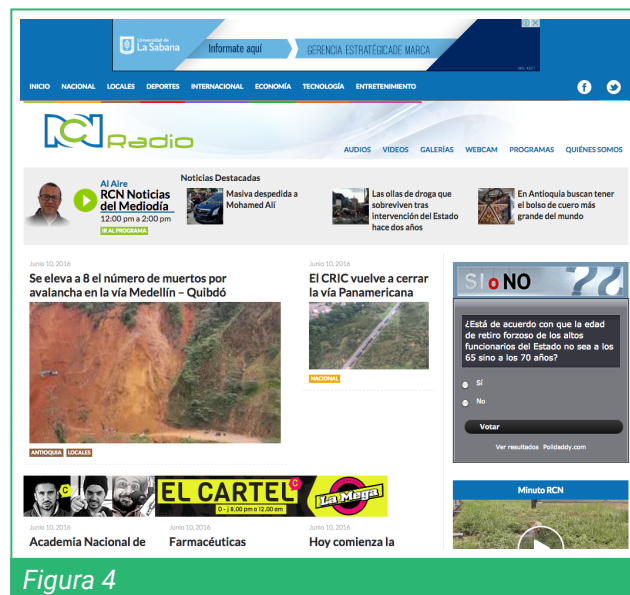 Universidad de
La Sabana
Informate aquí
GERENCIA ESTRATÉGICA DE MARCA
INICIO NACIONAL LOCALES DEPORTES INTERNACIONAL ECONOMÍA TECNOLOGÍA ENTRETENIMIENTO
RCN Radio
AUDIOS VIDEOS GALERÍAS WEBCAM PROGRAMAS QUIÉNES SOMOS
Al Aire
RCN Noticias
del Mediodía
12:00 pm a 2:00 pm
IR AL PROGRAMA
Noticias Destacadas
Masiva despedida a
Mohamed Alí
Las ollas de droga que
sobreviven tras
intervención del Estado
hace dos años
En Antioquia buscan tener
el bolso de cuero más
grande del mundo
Junio 10, 2016
Se eleva a 8 el número de muertos por
avalancha en la vía Medellín – Quibdó
ANTIOQUIA LOCALES
Junio 10, 2016
El CRIC vuelve a cerrar
la vía Panamericana
NACIONAL
SI o NO
¿Está de acuerdo con que la edad
de retiro forzoso de los altos
funcionarios del Estado no sea a los
65 sino a los 70 años?
Sí
No
Votar
Ver resultados Polldaddy.com
C
EL CARTEL C
D - J 8.00 pm a 12.00 am
La Mega
Minuto RCN
Junio 10, 2016
Academia Nacional de
Junio 10, 2016
Farmacéuticas
Junio 10, 2016
Hoy comienza la
Figura 4